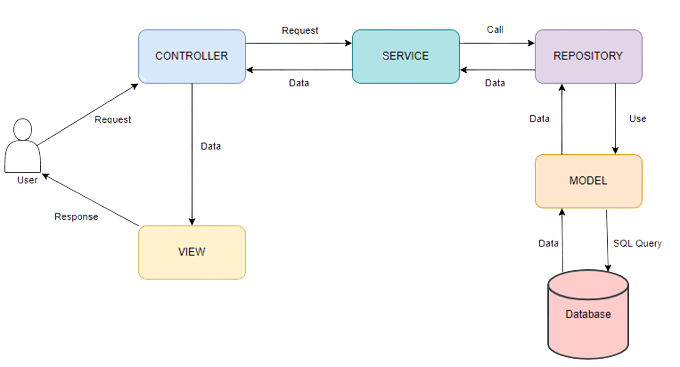 Request
Call
CONTROLLER
SERVICE
REPOSITORY
Data
Data
Request
Data
Data
Use
User
MODEL
Response
VIEW
Data
SQL Query
Database